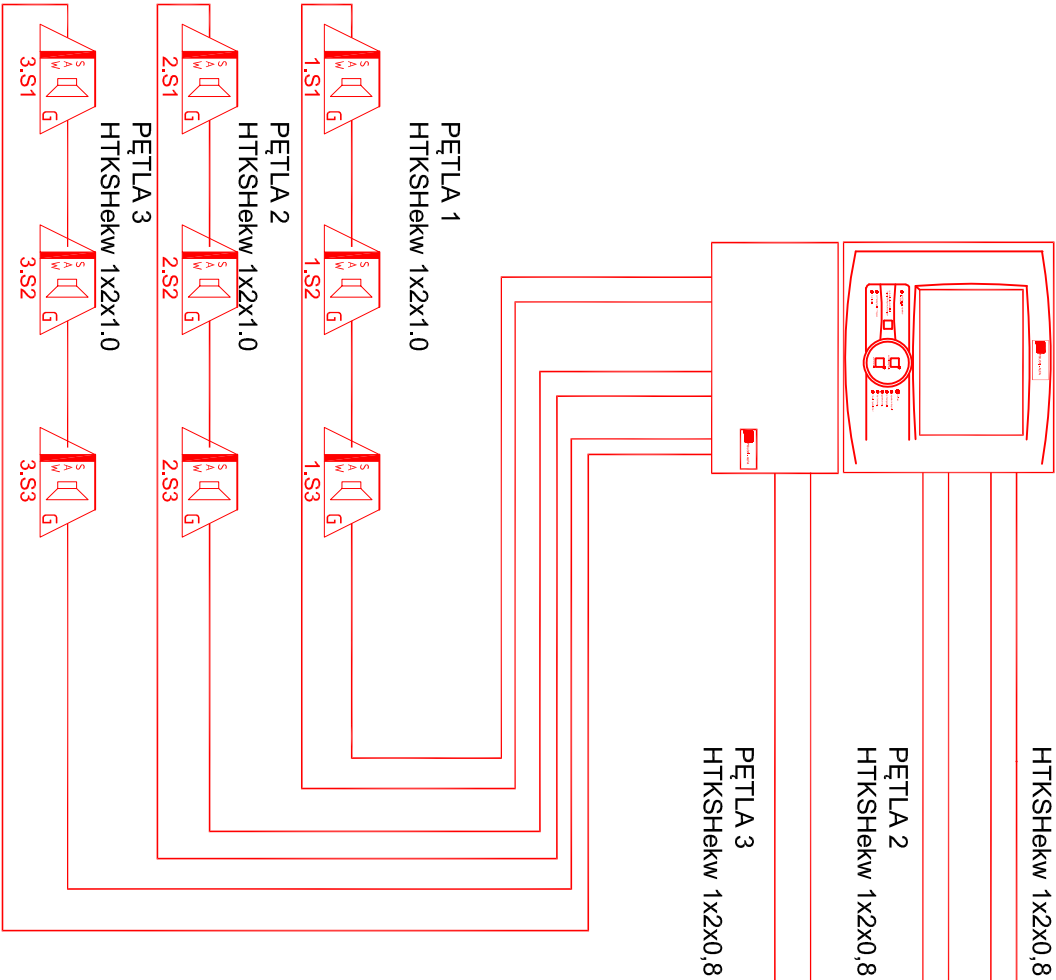 HTKSHekw 1x2x0,8
PĘTLA 2
HTKSHekw 1x2x0,8
PĘTLA 3
HTKSHekw 1x2x0,8
PĘTLA 1
HTKSHekw 1x2x1.0
S A W
G
1.S1
S A W
G
1.S2
S A W
G
1.S3
PĘTLA 2
HTKSHekw 1x2x1.0
S A W
G
2.S1
S A W
G
2.S2
S A W
G
2.S3
PĘTLA 3
HTKSHekw 1x2x1.0
S A W
G
3.S1
S A W
G
3.S2
S A W
G
3.S3